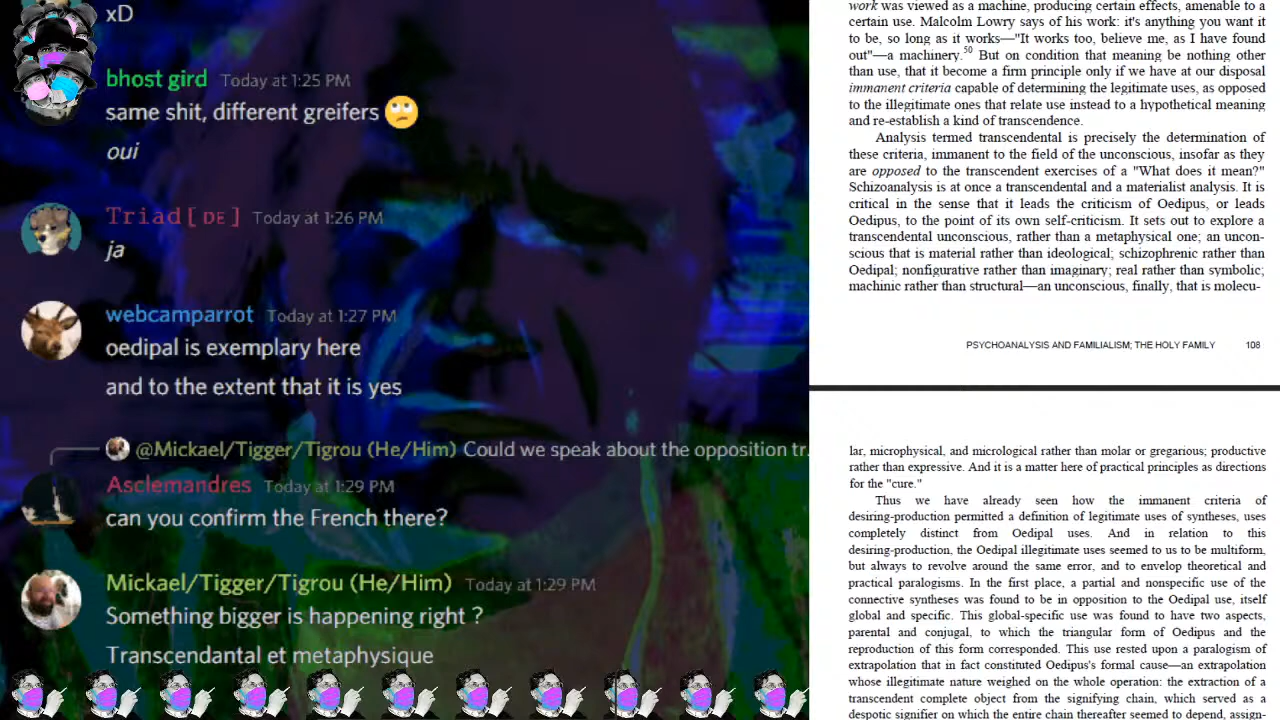 xD
bhost gird Today at 1:25 PM
same shit, different greifers 🙄
oui
Triad[DE] Today at 1:26 PM
ja
webcamparrot Today at 1:27 PM
oedipal is exemplary here
and to the extent that it is yes
@Mickael/Tigger/Tigrou (He/Him) Could we speak about the opposition tr.
Asclemandres Today at 1:29 PM
can you confirm the French there?
Mickael/Tigger/Tigrou (He/Him) Today at 1:29 PM
Something bigger is happening right ?
Transcendantal et metaphysique
work was viewed as a machine, producing certain effects, amenable to a
certain use. Malcolm Lowry says of his work: it's anything you want it
to be, so long as it works—"It works too, believe me, as I have found
out"—a machinery.50 But on condition that meaning be nothing other
than use, that it become a firm principle only if we have at our disposal
immanent criteria capable of determining the legitimate uses, as opposed
to the illegitimate ones that relate use instead to a hypothetical meaning
and re-establish a kind of transcendence.
Analysis termed transcendental is precisely the determination of
these criteria, immanent to the field of the unconscious, insofar as they
are opposed to the transcendent exercises of a "What does it mean?"
Schizoanalysis is at once a transcendental and a materialist analysis. It is
critical in the sense that it leads the criticism of Oedipus, or leads
Oedipus, to the point of its own self-criticism. It sets out to explore a
transcendental unconscious, rather than a metaphysical one; an uncon-
scious that is material rather than ideological; schizophrenic rather than
Oedipal; nonfigurative rather than imaginary; real rather than symbolic;
machinic rather than structural—an unconscious, finally, that is molecu-
PSYCHOANALYSIS AND FAMILIALISM; THE HOLY FAMILY 108
lar, microphysical, and micrological rather than molar or gregarious; productive
rather than expressive. And it is a matter here of practical principles as directions
for the "cure."
Thus we have already seen how the immanent criteria of
desiring-production permitted a definition of legitimate uses of syntheses, uses
completely distinct from Oedipal uses. And in relation to this
desiring-production, the Oedipal illegitimate uses seemed to us to be multiform,
but always to revolve around the same error, and to envelop theoretical and
practical paralogisms. In the first place, a partial and nonspecific use of the
connective syntheses was found to be in opposition to the Oedipal use, itself
global and specific. This global-specific use was found to have two aspects,
parental and conjugal, to which the triangular form of Oedipus and the
reproduction of this form corresponded. This use rested upon a paralogism of
extrapolation that in fact constituted Oedipus's formal cause—an extrapolation
whose illegitimate nature weighed on the whole operation: the extraction of a
transcendent complete object from the signifying chain, which served as a
despotic signifier on which the entire chain thereafter seemed to depend, assign-